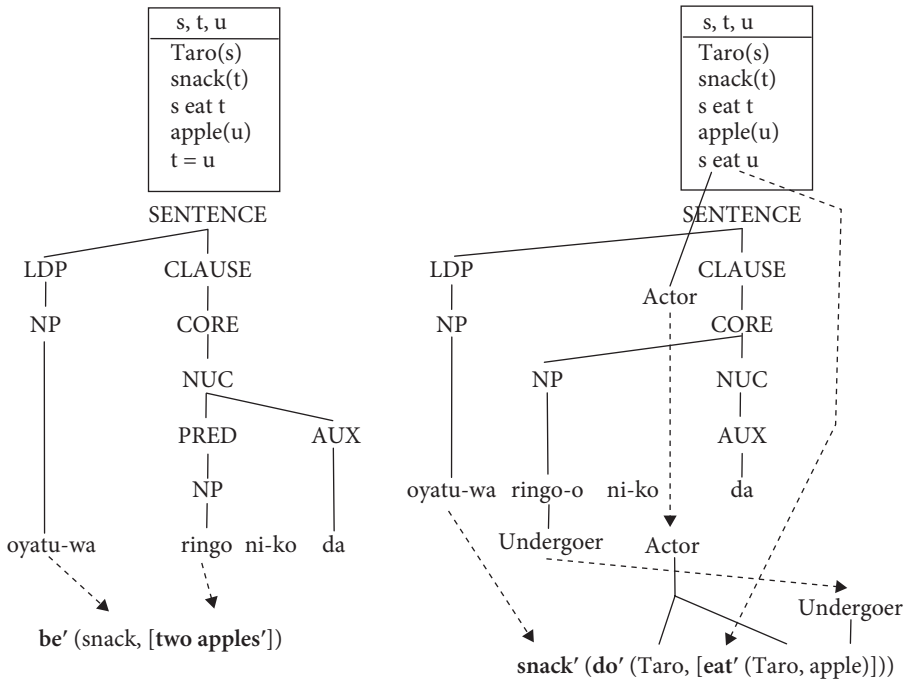 s, t, u
Taro(s)
snack(t)
s eat t
apple(u)
t = u
SENTENCE
LDP CLAUSE
NP CORE
NUC
PRED AUX
NP
oyatu-wa ringo ni-ko da
be′ (snack, [two apples′])
s, t, u
Taro(s)
snack(t)
s eat t
apple(u)
s eat u
SENTENCE
LDP CLAUSE
Actor
NP CORE
NP NUC
AUX
oyatu-wa ringo-o ni-ko da
Undergoer Actor
Undergoer
snack′ (do′ (Taro, [eat′ (Taro, apple)]))